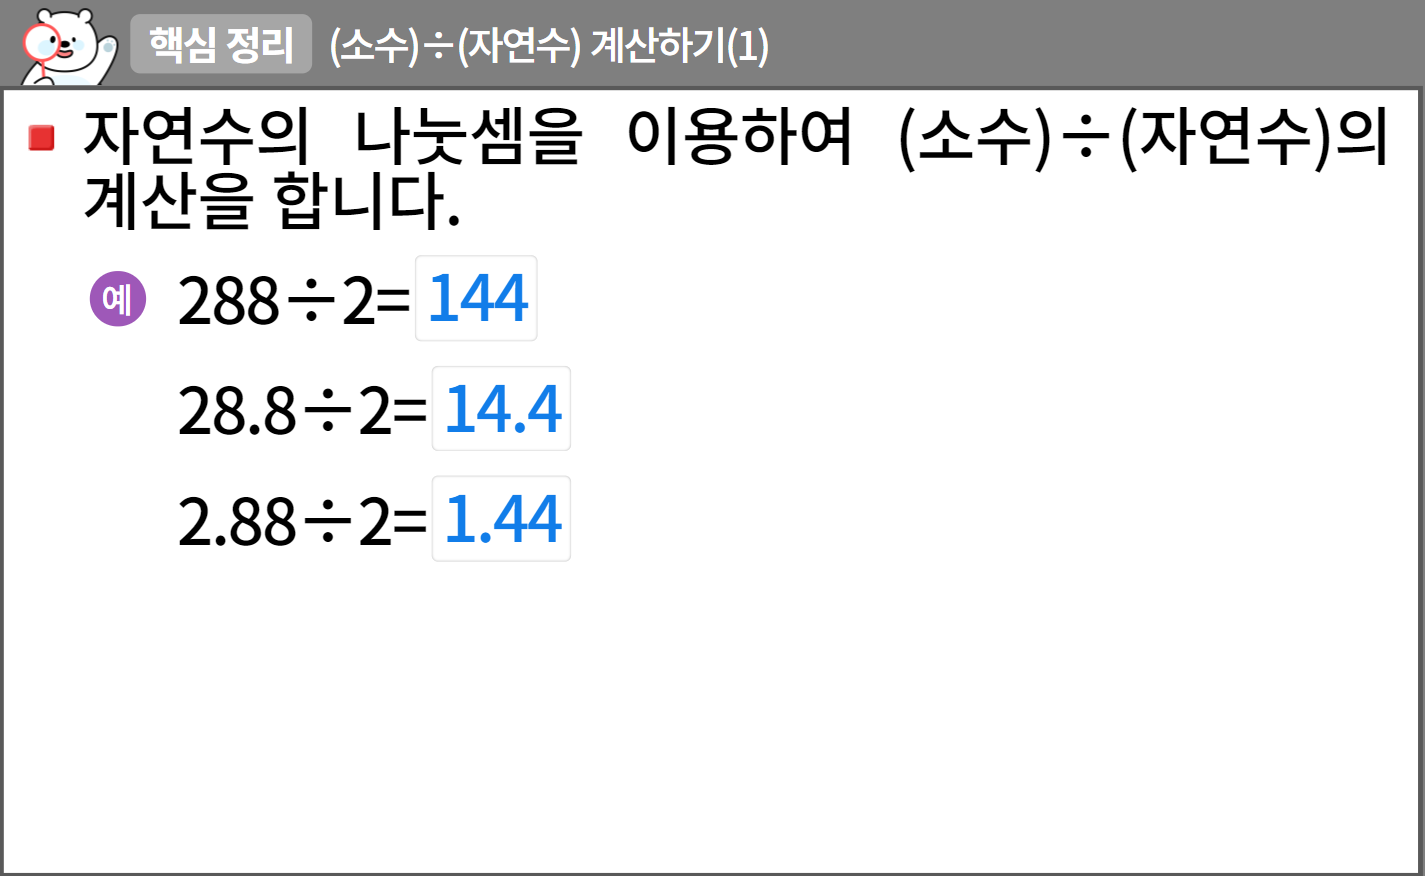 핵심 정리 (소수)÷(자연수) 계산하기(1)
자연수의 나눗셈을 이용하여 (소수)÷(자연수)의
계산을 합니다.
예 288÷2=144
28.8÷2=14.4
2.88÷2=1.44